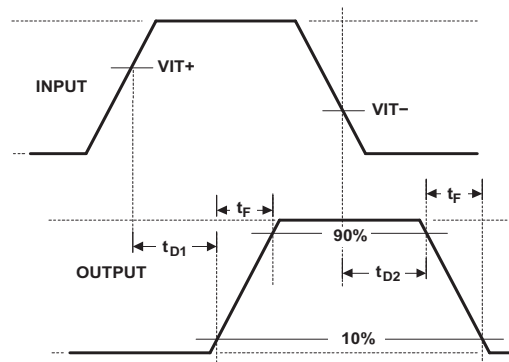 VIT+
INPUT
VIT−
tF
tF
90%
tD1
tD2
OUTPUT
10%